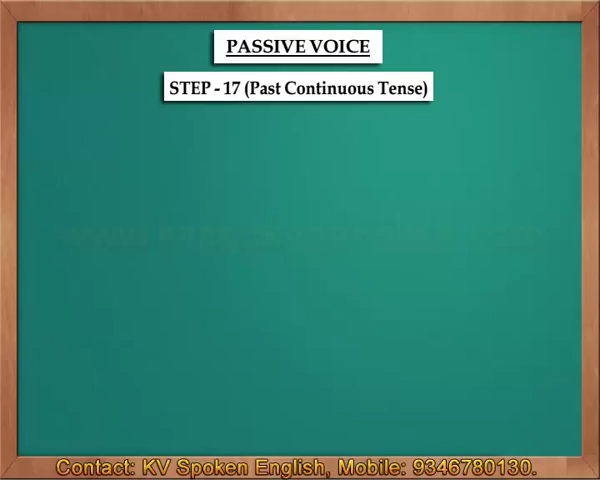 PASSIVE VOICE
STEP - 17 (Past Continuous Tense)
Contact: KV Spoken English, Mobile: 9346780130.